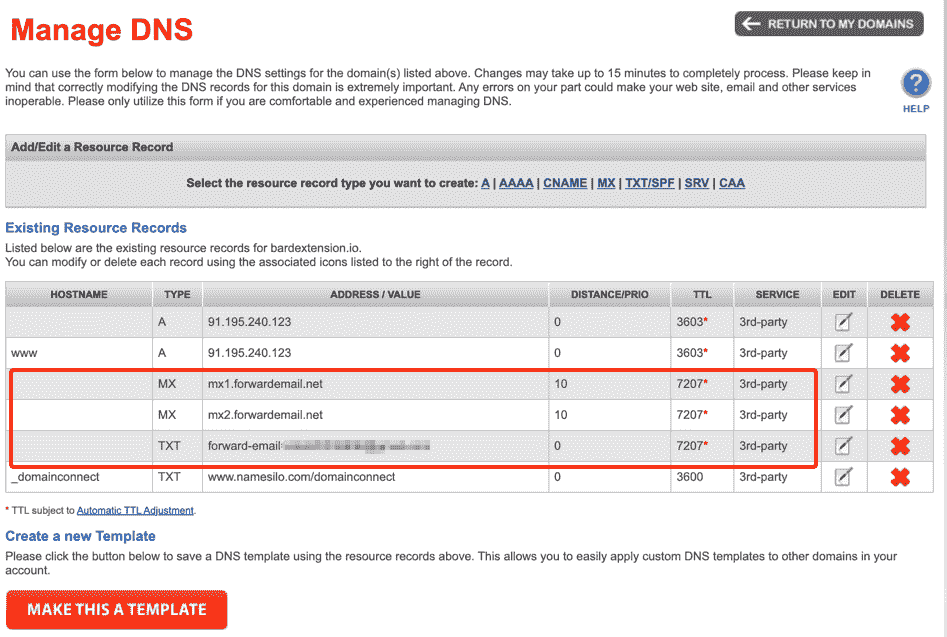 Manage DNS
RETURN TO MY DOMAINS
You can use the form below to manage the DNS settings for the domain(s) listed above. Changes may take up to 15 minutes to completely process. Please keep in
mind that correctly modifying the DNS records for this domain is extremely important. Any errors on your part could make your web site, email and other services
inoperable. Please only utilize this form if you are comfortable and experienced managing DNS.
?
HELP
Add/Edit a Resource Record
Select the resource record type you want to create: A | AAAA | CNAME | MX | TXT/SPF | SRV | CAA
Existing Resource Records
Listed below are the existing resource records for bardextension.io.
You can modify or delete each record using the associated icons listed to the right of the record.
HOSTNAME TYPE ADDRESS / VALUE DISTANCE/PRIO TTL SERVICE EDIT DELETE
A 91.195.240.123 0 3603* 3rd-party
www A 91.195.240.123 0 3603* 3rd-party
MX mx1.forwardemail.net 10 7207* 3rd-party
MX mx2.forwardemail.net 10 7207* 3rd-party
TXT forward-email 0 7207* 3rd-party
_domainconnect TXT www.namesilo.com/domainconnect 0 3600 3rd-party
* TTL subject to Automatic TTL Adjustment.
Create a new Template
Please click the button below to save a DNS template using the resource records above. This allows you to easily apply custom DNS templates to other domains in your
account.
MAKE THIS A TEMPLATE